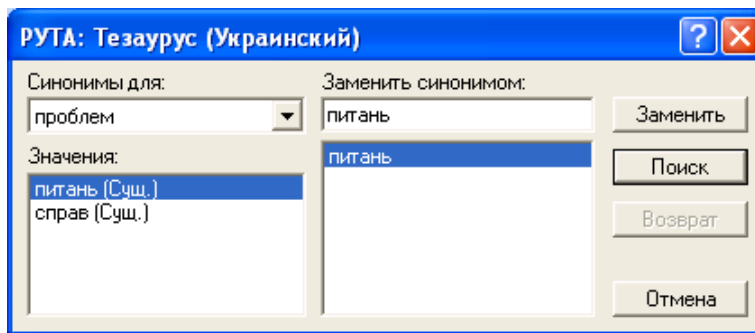 РУТА: Тезаурус (Украинский)
Синонимы для:
проблем
Значения:
питань (Сущ.)
справ (Сущ.)
Заменить синонимом:
питань
питань
Заменить
Поиск
Возврат
Отмена